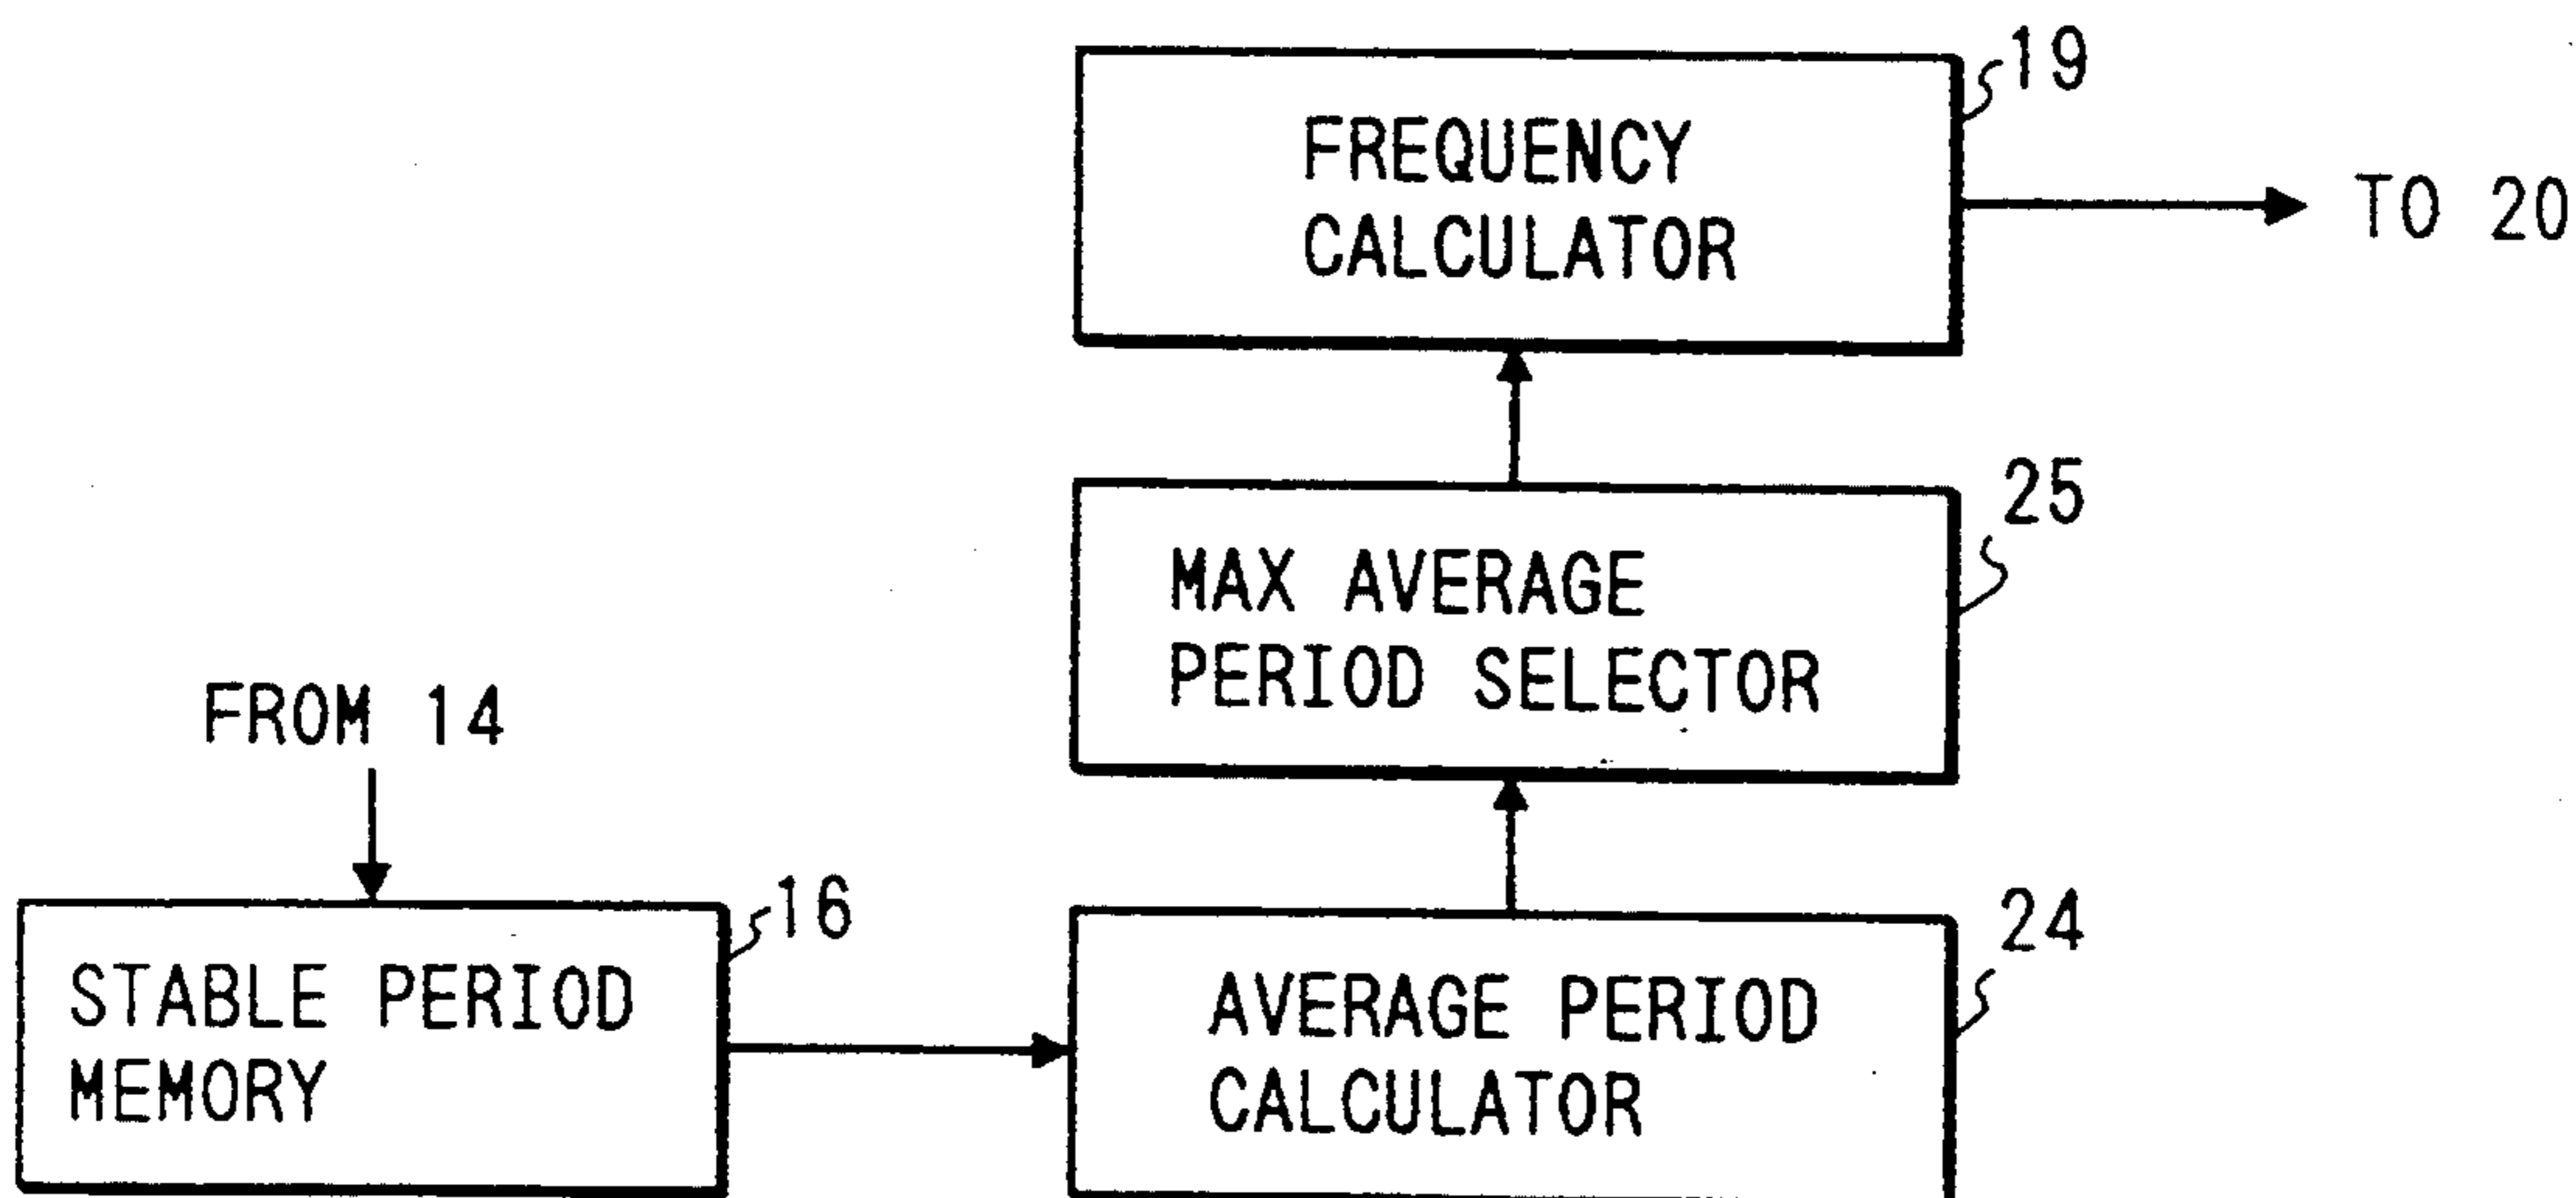 19
FREQUENCY
CALCULATOR
TO 20
25
MAX AVERAGE
PERIOD SELECTOR
FROM 14
16
STABLE PERIOD
MEMORY
24
AVERAGE PERIOD
CALCULATOR